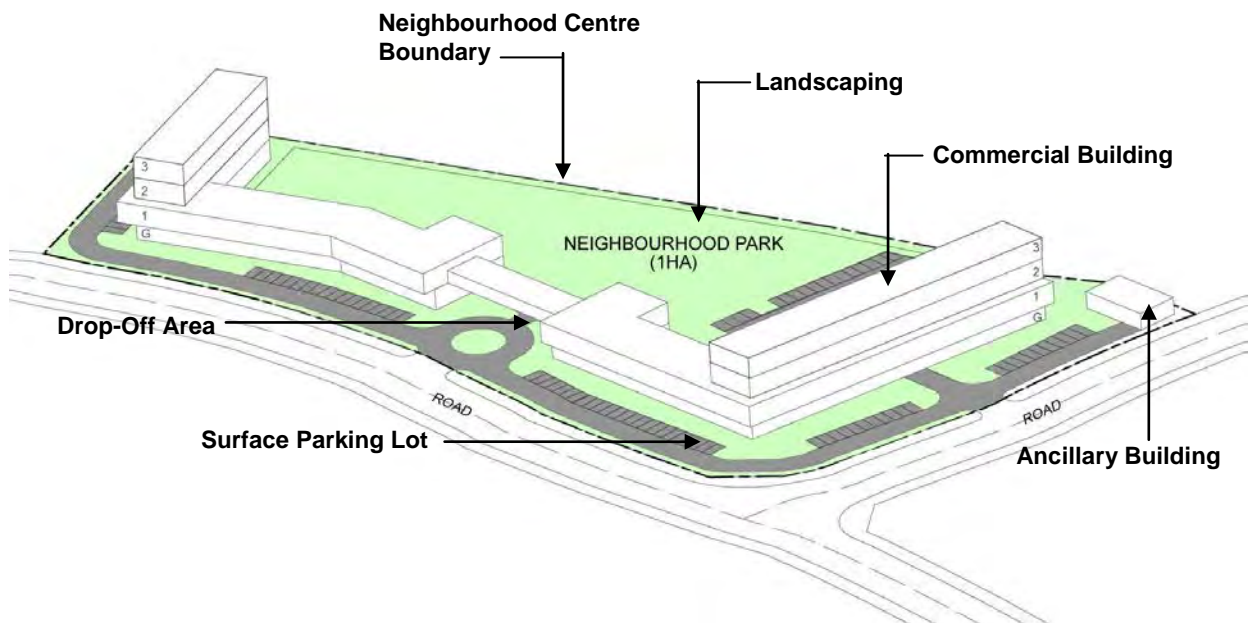 Neighbourhood Centre
Boundary
Landscaping
Commercial Building
3
2
1
G
NEIGHBOURHOOD PARK
(1HA)
3
2
1
G
Drop-Off Area
ROAD
ROAD
Surface Parking Lot
Ancillary Building